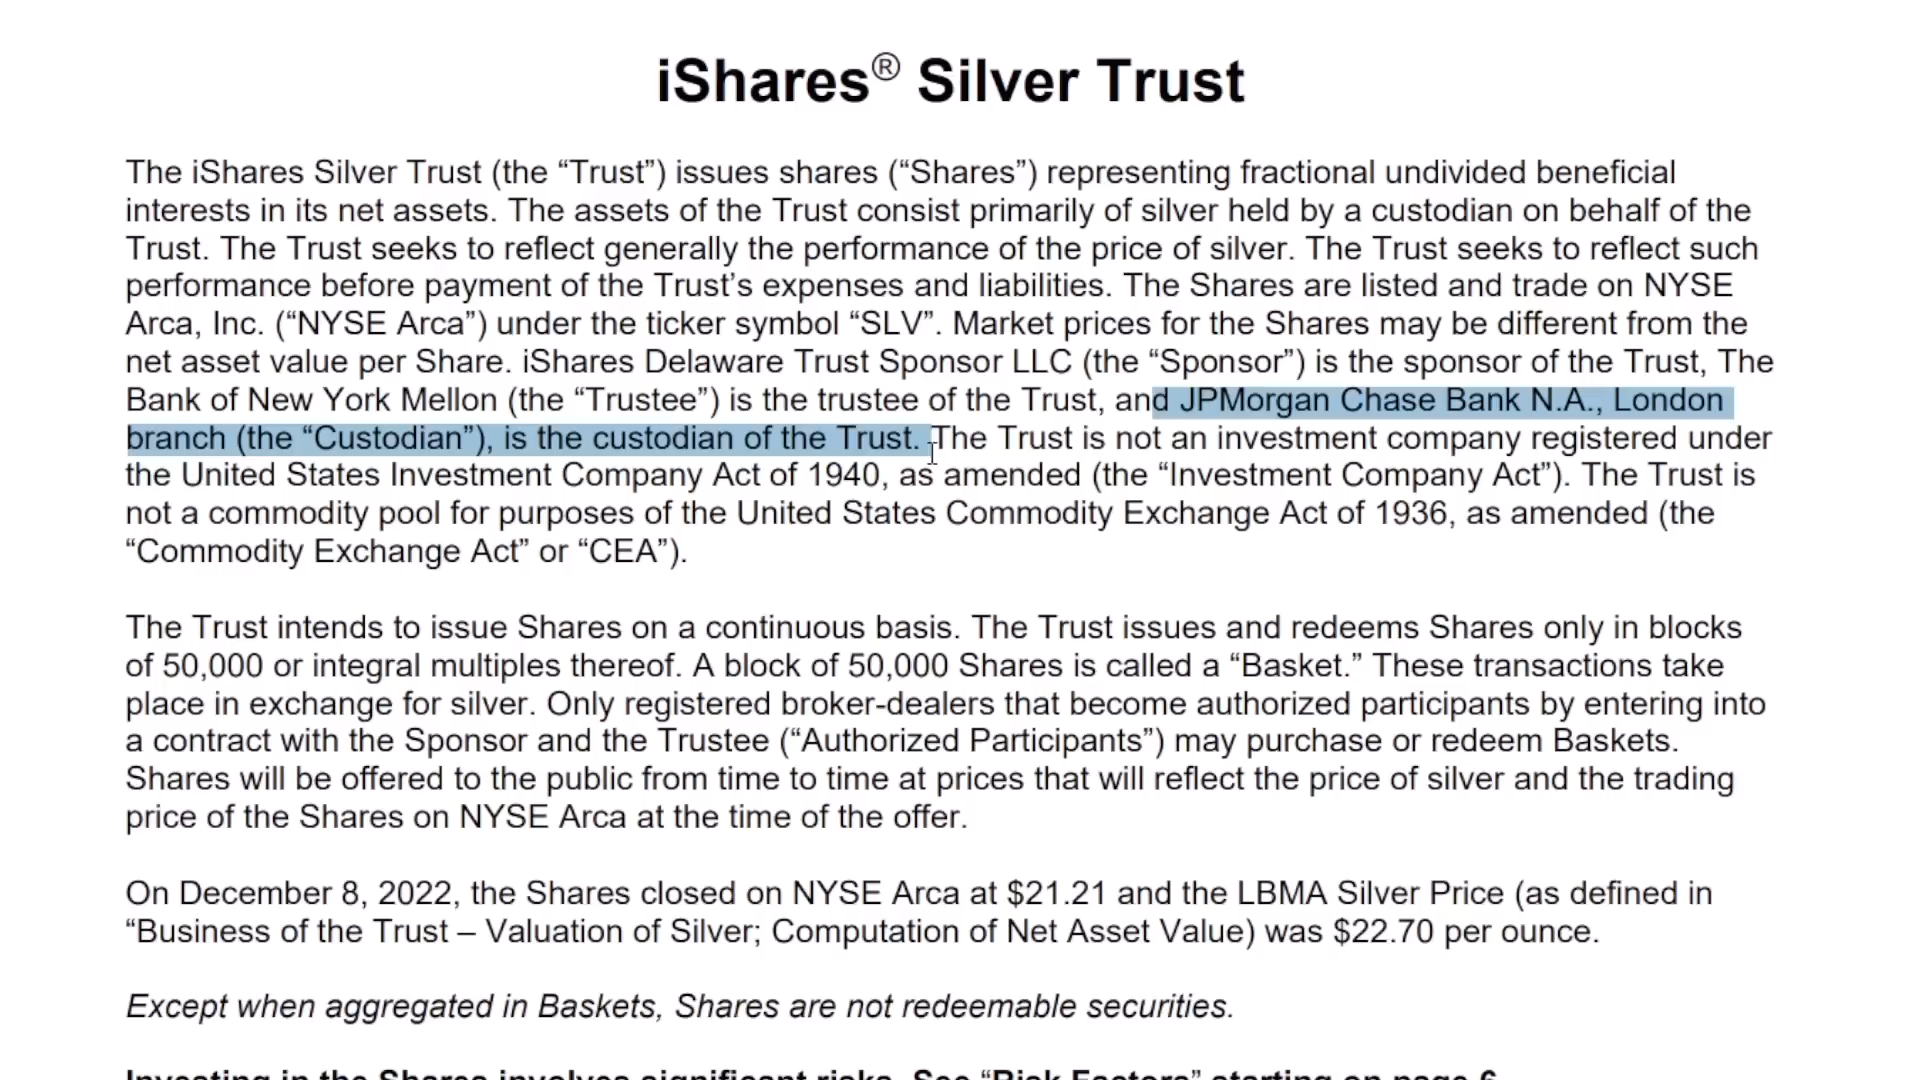 iShares® Silver Trust
The iShares Silver Trust (the “Trust”) issues shares (“Shares”) representing fractional undivided beneficial
interests in its net assets. The assets of the Trust consist primarily of silver held by a custodian on behalf of the
Trust. The Trust seeks to reflect generally the performance of the price of silver. The Trust seeks to reflect such
performance before payment of the Trust’s expenses and liabilities. The Shares are listed and trade on NYSE
Arca, Inc. (“NYSE Arca”) under the ticker symbol “SLV”. Market prices for the Shares may be different from the
net asset value per Share. iShares Delaware Trust Sponsor LLC (the “Sponsor”) is the sponsor of the Trust, The
Bank of New York Mellon (the “Trustee”) is the trustee of the Trust, and JPMorgan Chase Bank N.A., London
branch (the “Custodian”), is the custodian of the Trust. The Trust is not an investment company registered under
the United States Investment Company Act of 1940, as amended (the “Investment Company Act”). The Trust is
not a commodity pool for purposes of the United States Commodity Exchange Act of 1936, as amended (the
“Commodity Exchange Act” or “CEA”).
The Trust intends to issue Shares on a continuous basis. The Trust issues and redeems Shares only in blocks
of 50,000 or integral multiples thereof. A block of 50,000 Shares is called a “Basket.” These transactions take
place in exchange for silver. Only registered broker-dealers that become authorized participants by entering into
a contract with the Sponsor and the Trustee (“Authorized Participants”) may purchase or redeem Baskets.
Shares will be offered to the public from time to time at prices that will reflect the price of silver and the trading
price of the Shares on NYSE Arca at the time of the offer.
On December 8, 2022, the Shares closed on NYSE Arca at $21.21 and the LBMA Silver Price (as defined in
“Business of the Trust – Valuation of Silver; Computation of Net Asset Value) was $22.70 per ounce.
Except when aggregated in Baskets, Shares are not redeemable securities.
Investing in the Shares involves significant risks. See “Risk Factors” starting on page 6